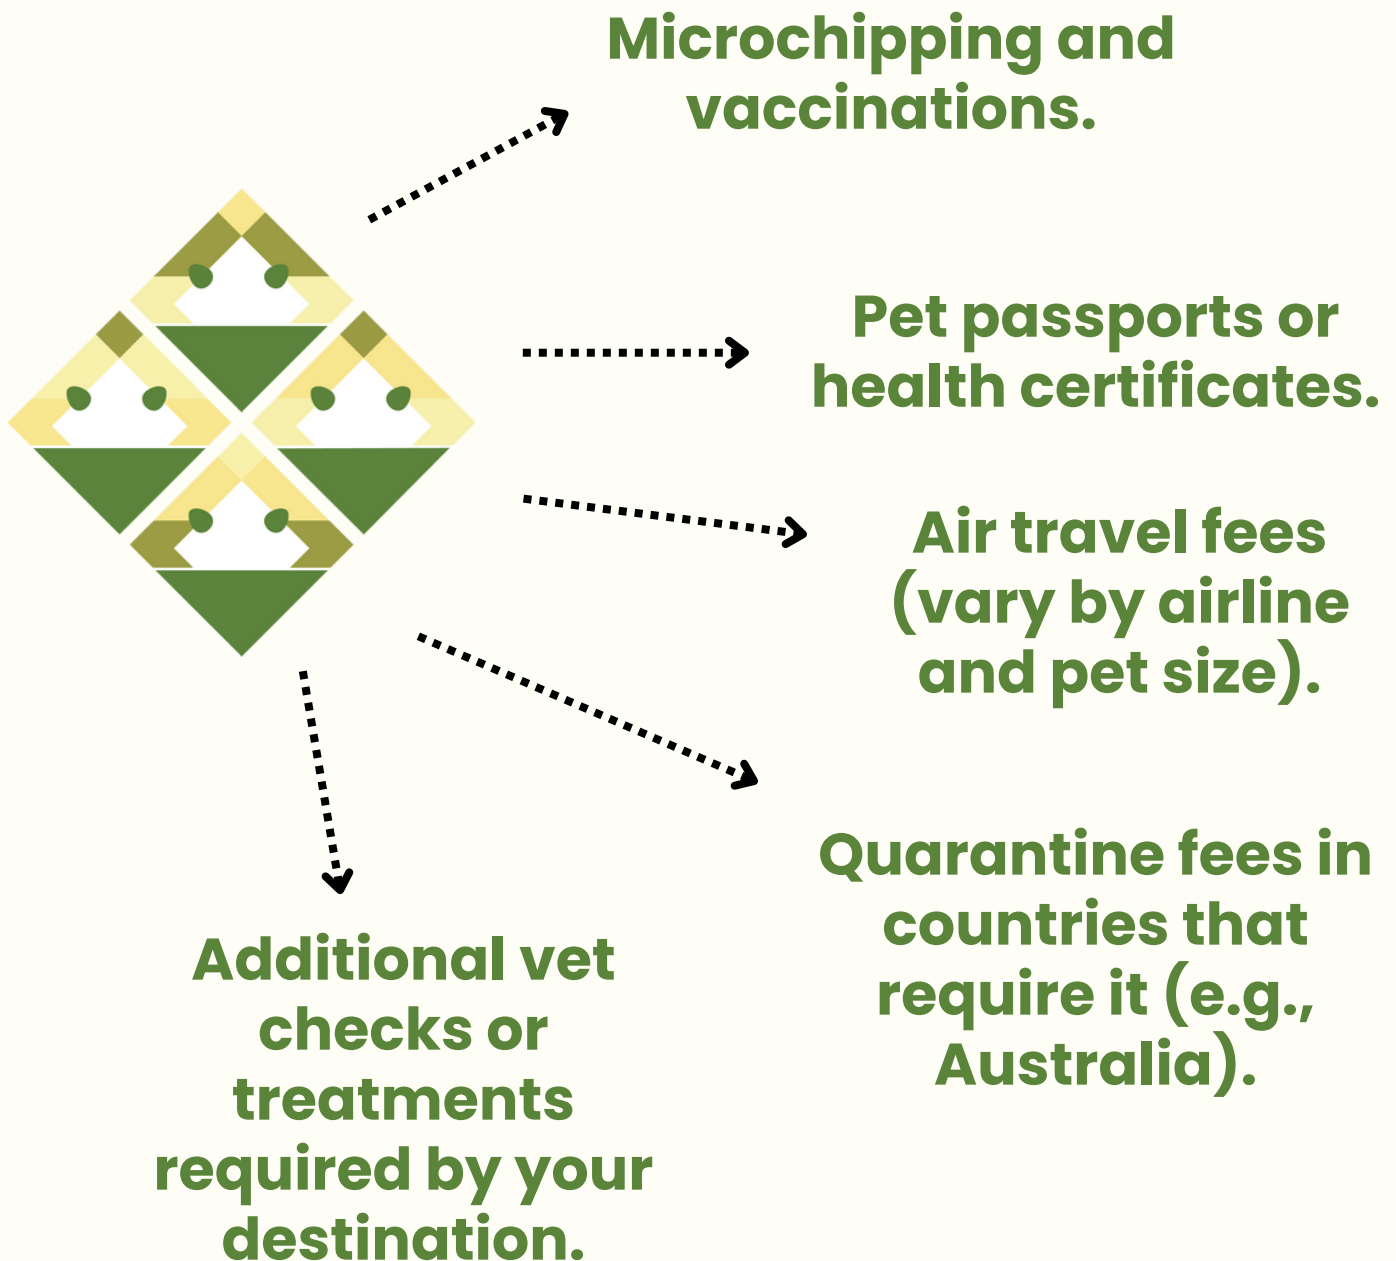 Microchipping and
vaccinations.
Pet passports or
health certificates.
Air travel fees
(vary by airline
and pet size).
Quarantine fees in
countries that
require it (e.g.,
Australia).
Additional vet
checks or
treatments
required by your
destination.